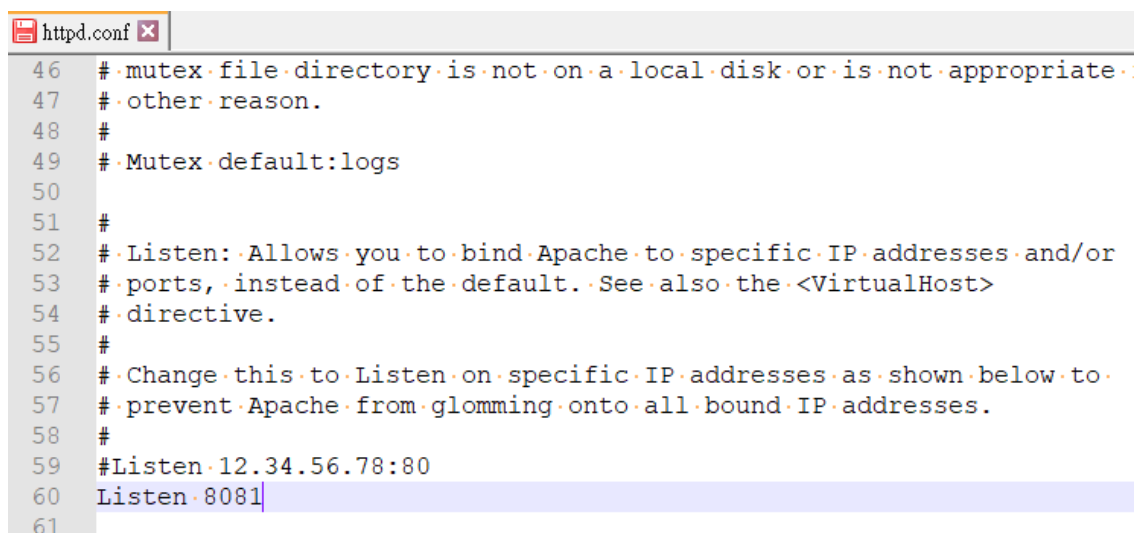 httpd.conf
46 # mutex file directory is not on a local disk or is not appropriate
47 # other reason.
48 #
49 # Mutex default:logs
50
51 #
52 # Listen: Allows you to bind Apache to specific IP addresses and/or
53 # ports, instead of the default. See also the <VirtualHost>
54 # directive.
55 #
56 # Change this to Listen on specific IP addresses as shown below to
57 # prevent Apache from glomming onto all bound IP addresses.
58 #
59 #Listen 12.34.56.78:80
60 Listen 8081
61